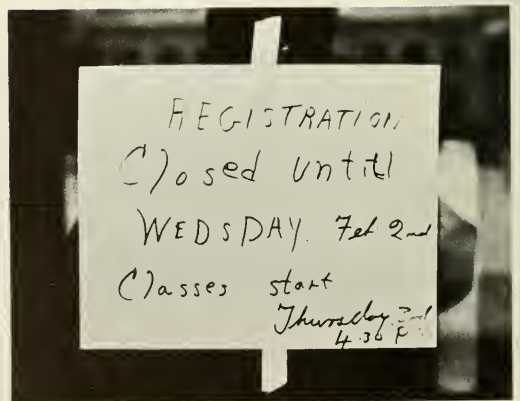 REGISTRATION
Closed until
WEDSDAY. Feb 2nd
Classes start
Thursday 3rd
4.30 P